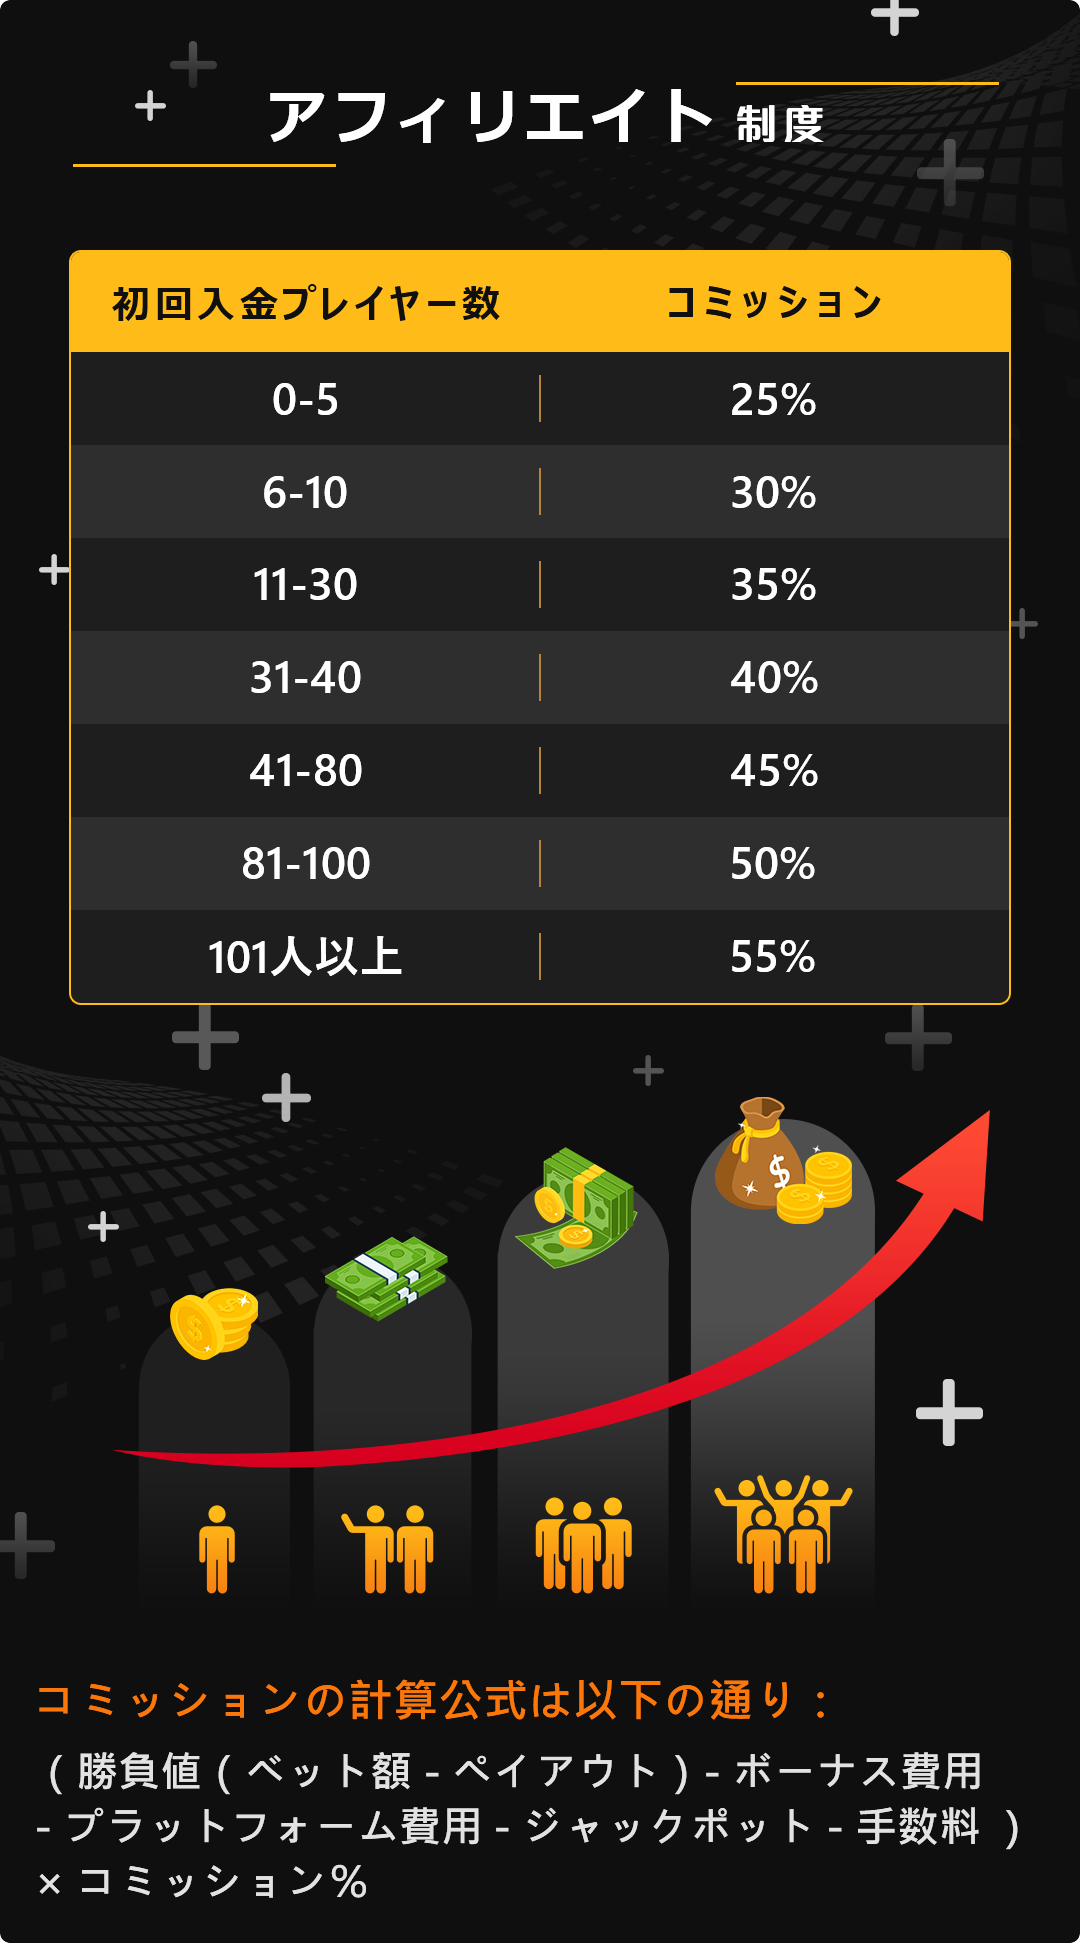 アフィリエイト 制度
初回入金プレイヤー数 コミッション
0-5 25%
6-10 30%
11-30 35%
31-40 40%
41-80 45%
81-100 50%
101人以上 55%
コミッションの計算公式は以下の通り：
( 勝負値 ( ベット額 - ペイアウト ) - ボーナス費用
- プラットフォーム費用 - ジャックポット - 手数料 )
× コミッション%